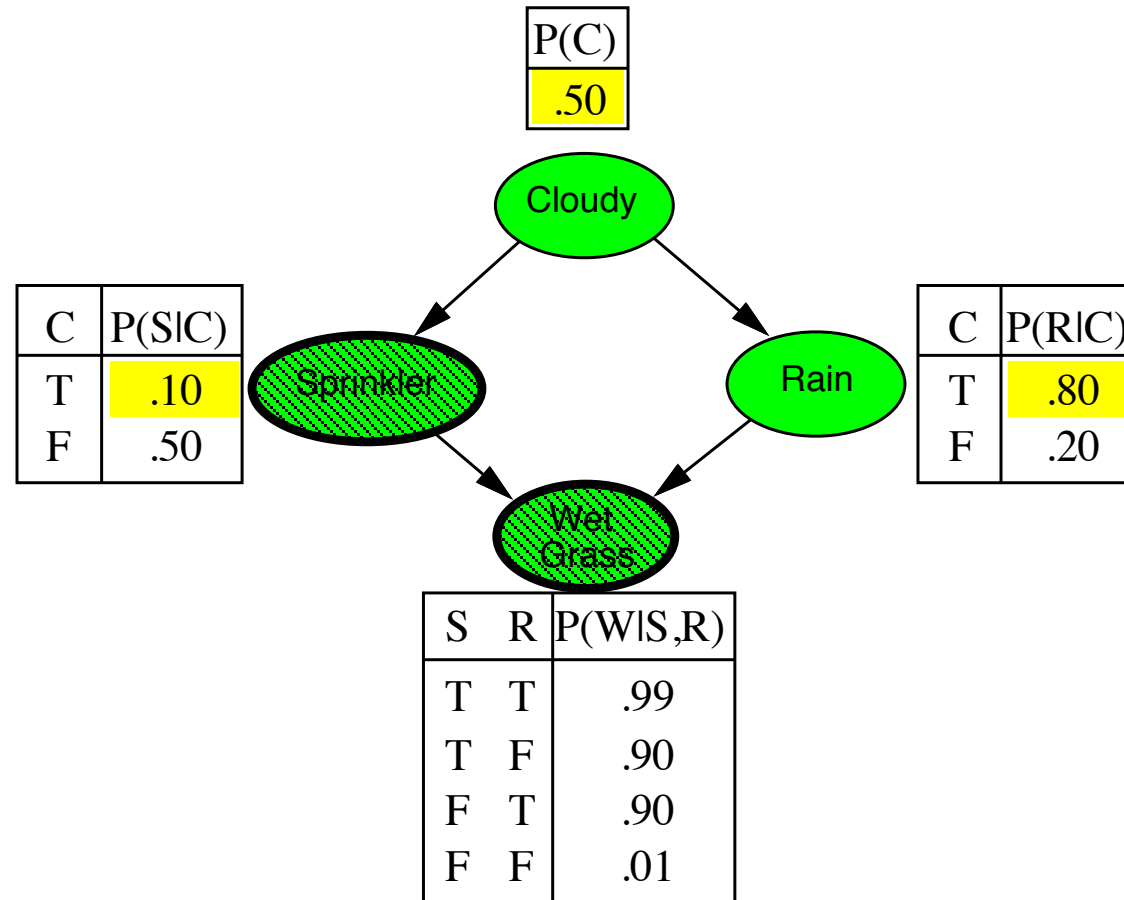 P(C)
.50
Cloudy
C P(S|C)
T .10
F .50
Sprinkler
Rain
C P(R|C)
T .80
F .20
Wet
Grass
S R P(W|S,R)
T T .99
T F .90
F T .90
F F .01